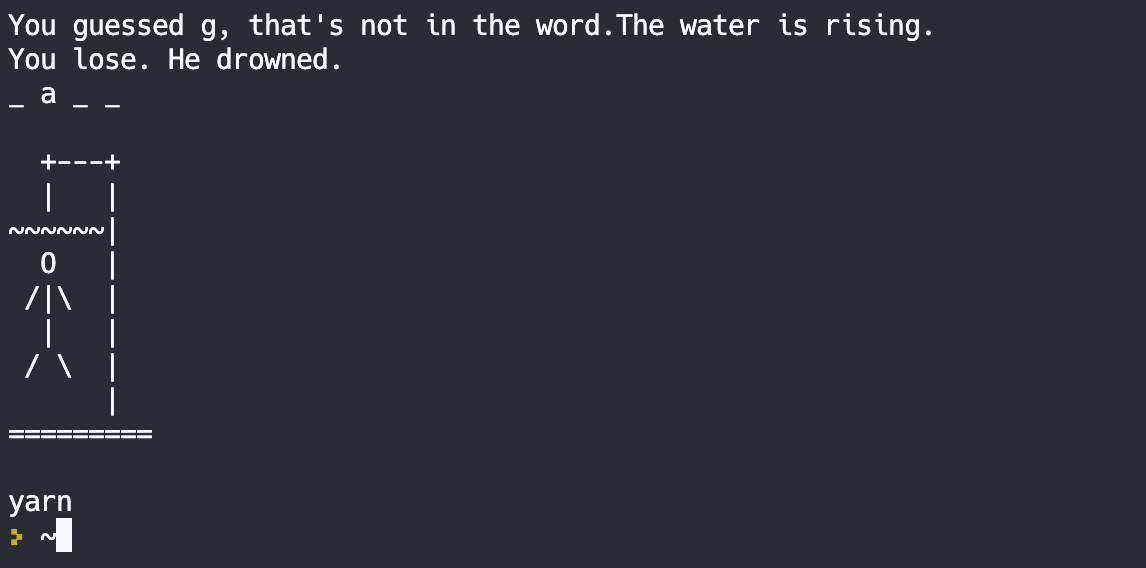 You guessed g, that's not in the word.The water is rising.
You lose. He drowned.
_ a _ _

  +---+
  |   |
~~~~~~|
  O   |
 /|\  |
  |   |
 / \  |
      |
=========

yarn
> ~